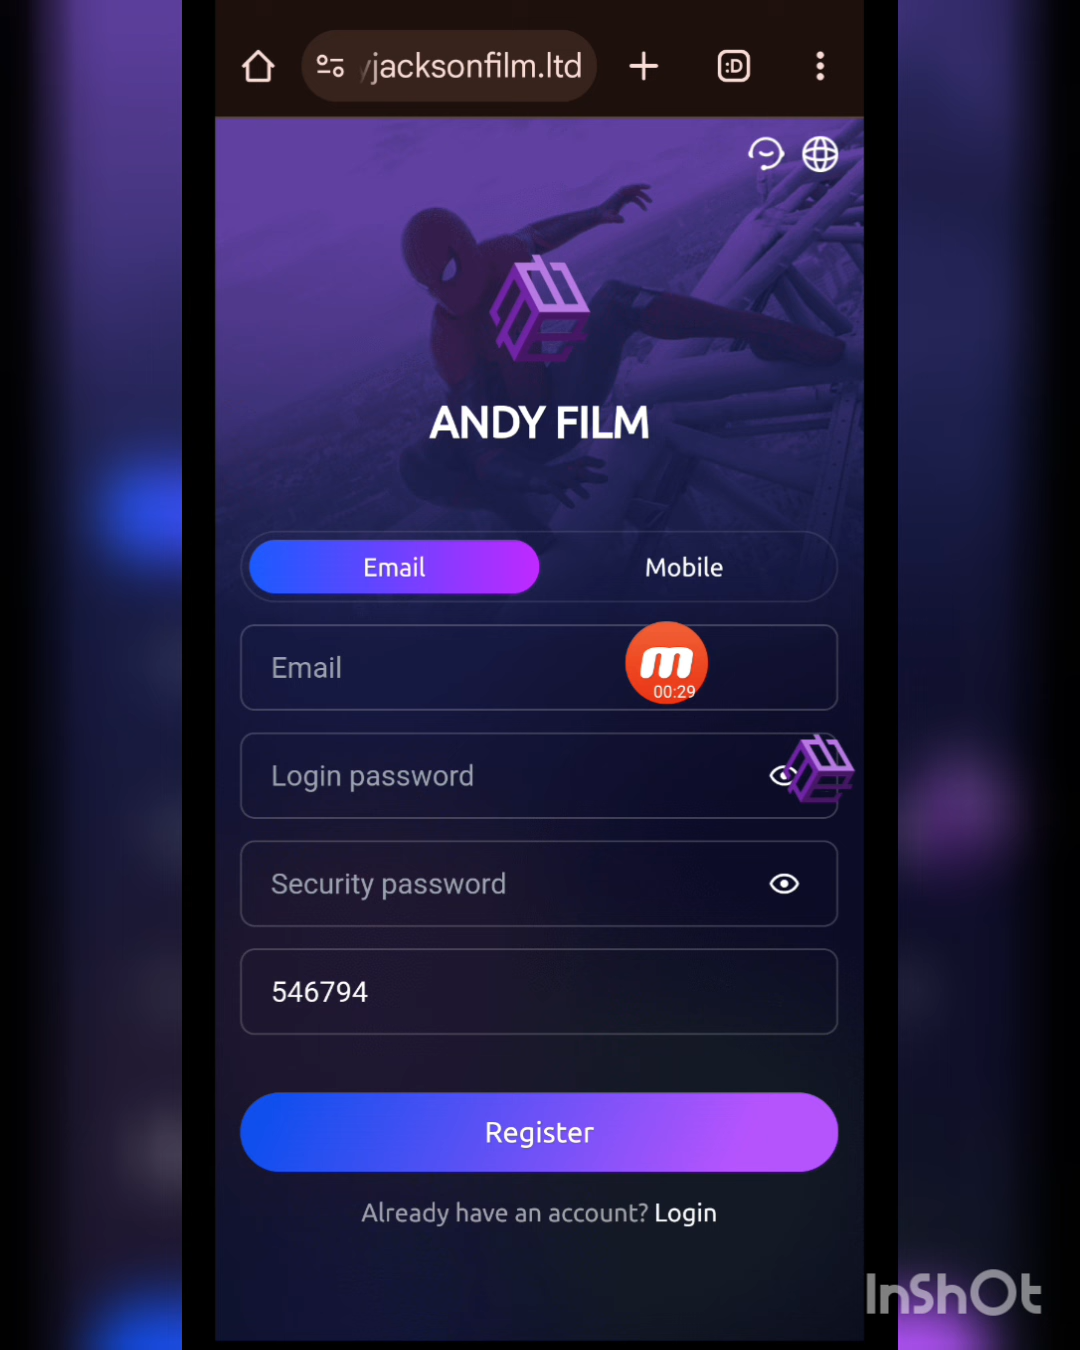 yjacksonfilm.ltd
:D
ANDY FILM
Email
Mobile
Email
m
00:29
Login password
Security password
546794
Register
Already have an account? Login
InShOt